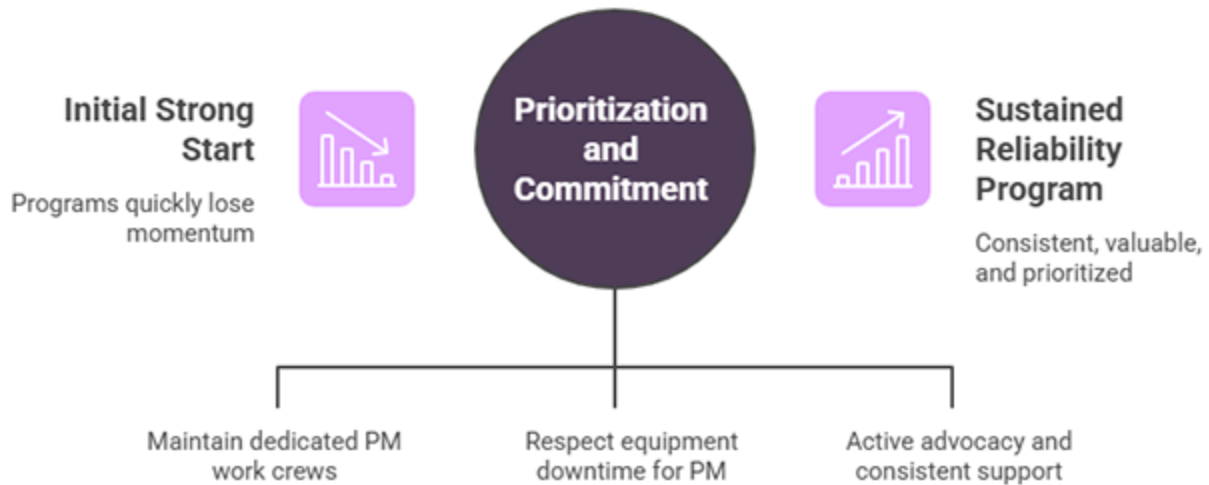 Initial Strong
Start
Programs quickly lose
momentum
Prioritization
and
Commitment
Sustained
Reliability
Program
Consistent, valuable,
and prioritized
Maintain dedicated PM
work crews
Respect equipment
downtime for PM
Active advocacy and
consistent support